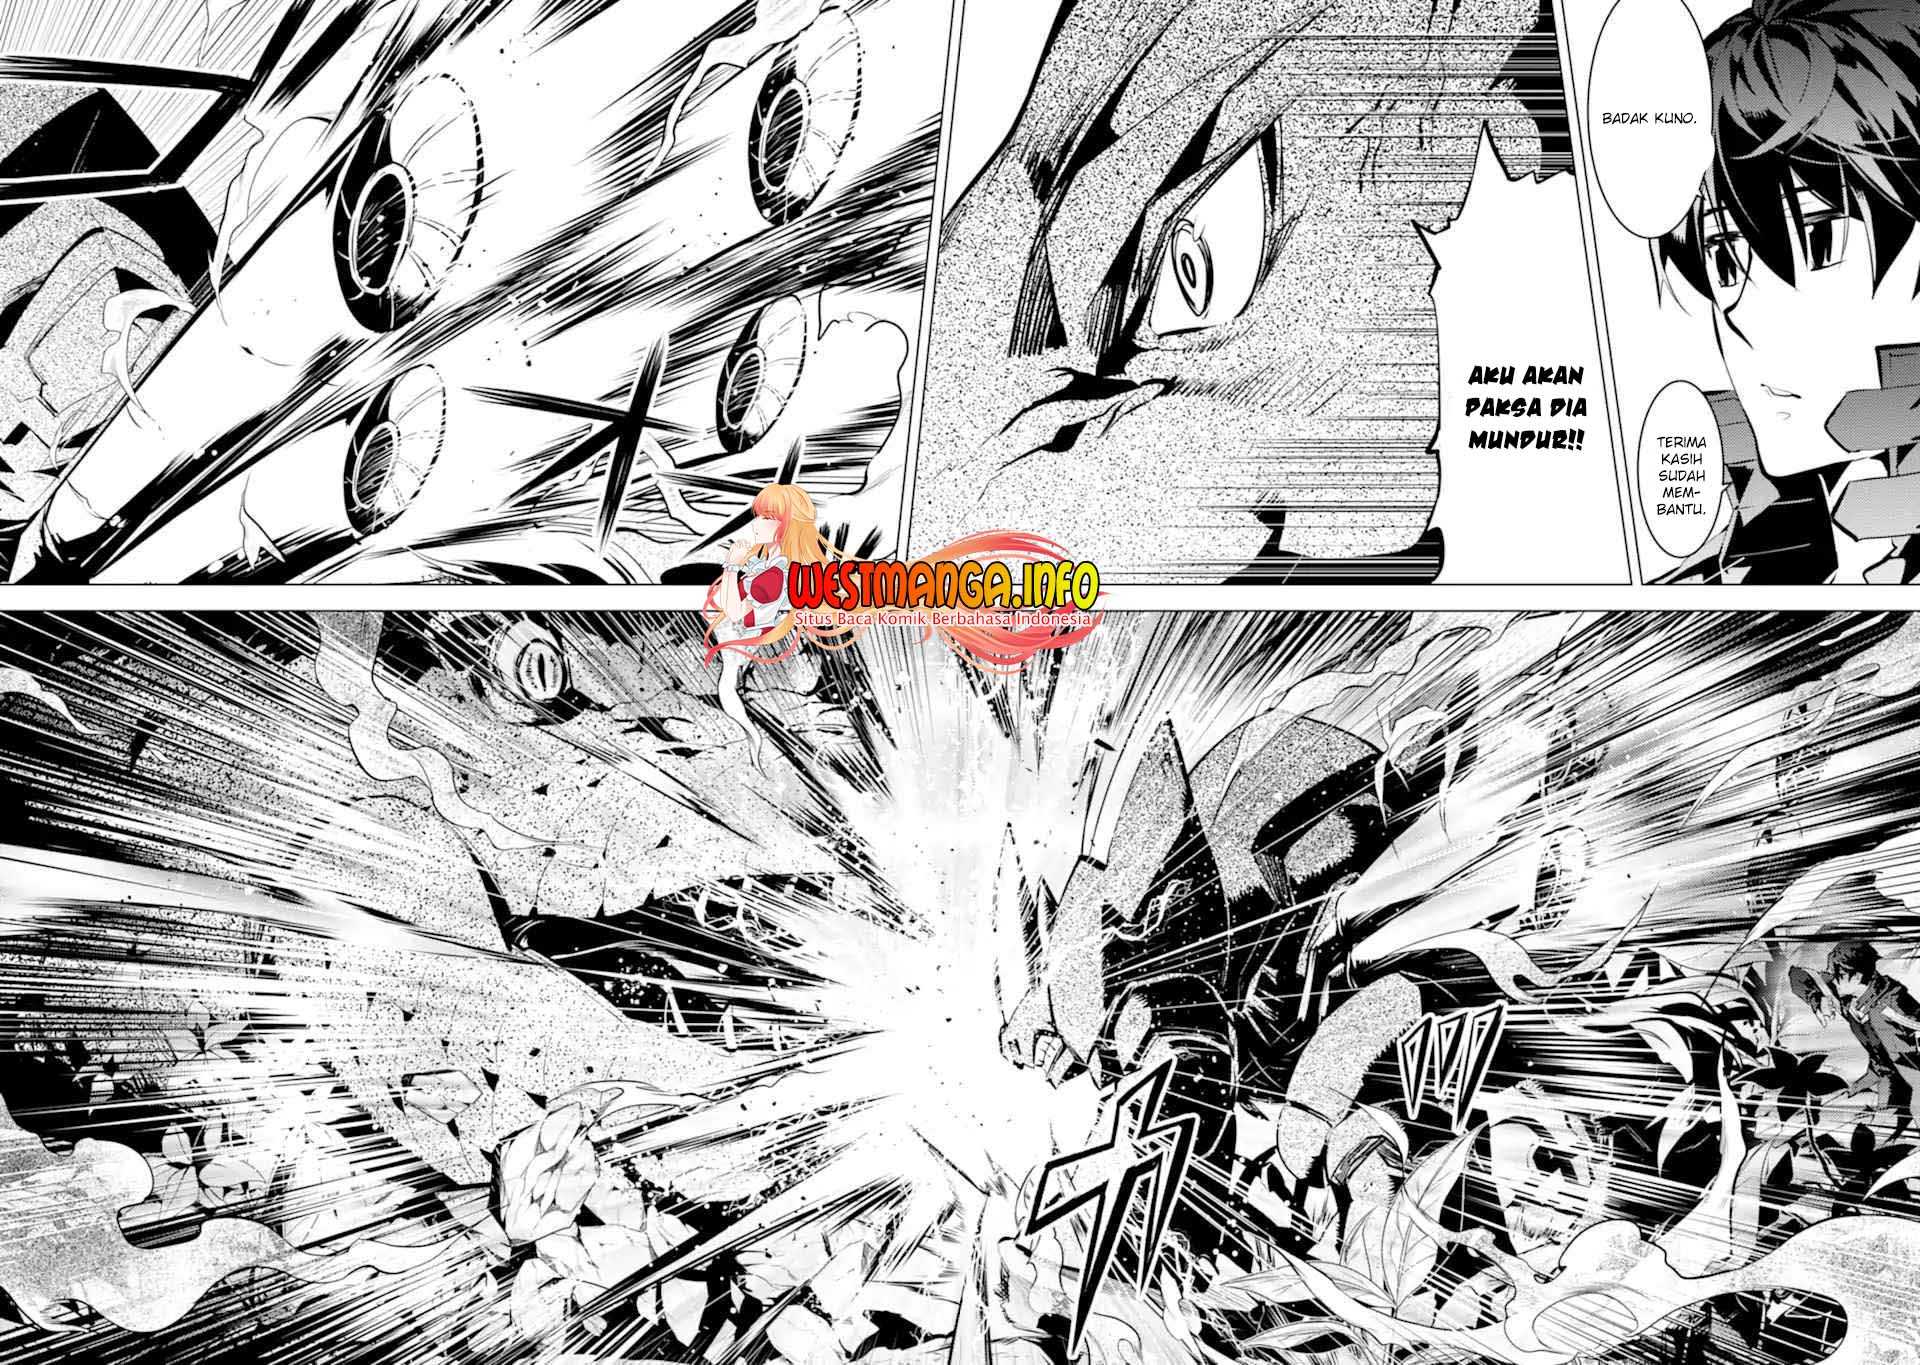 BADAK KUNO.
TERIMA
KASIH
SUDAH
MEM-
BANTU.
AKU AKAN
PAKSA DIA
MUNDUR!!
WESTMANGA.INFO
Situs Baca Komik Berbahasa Indonesia